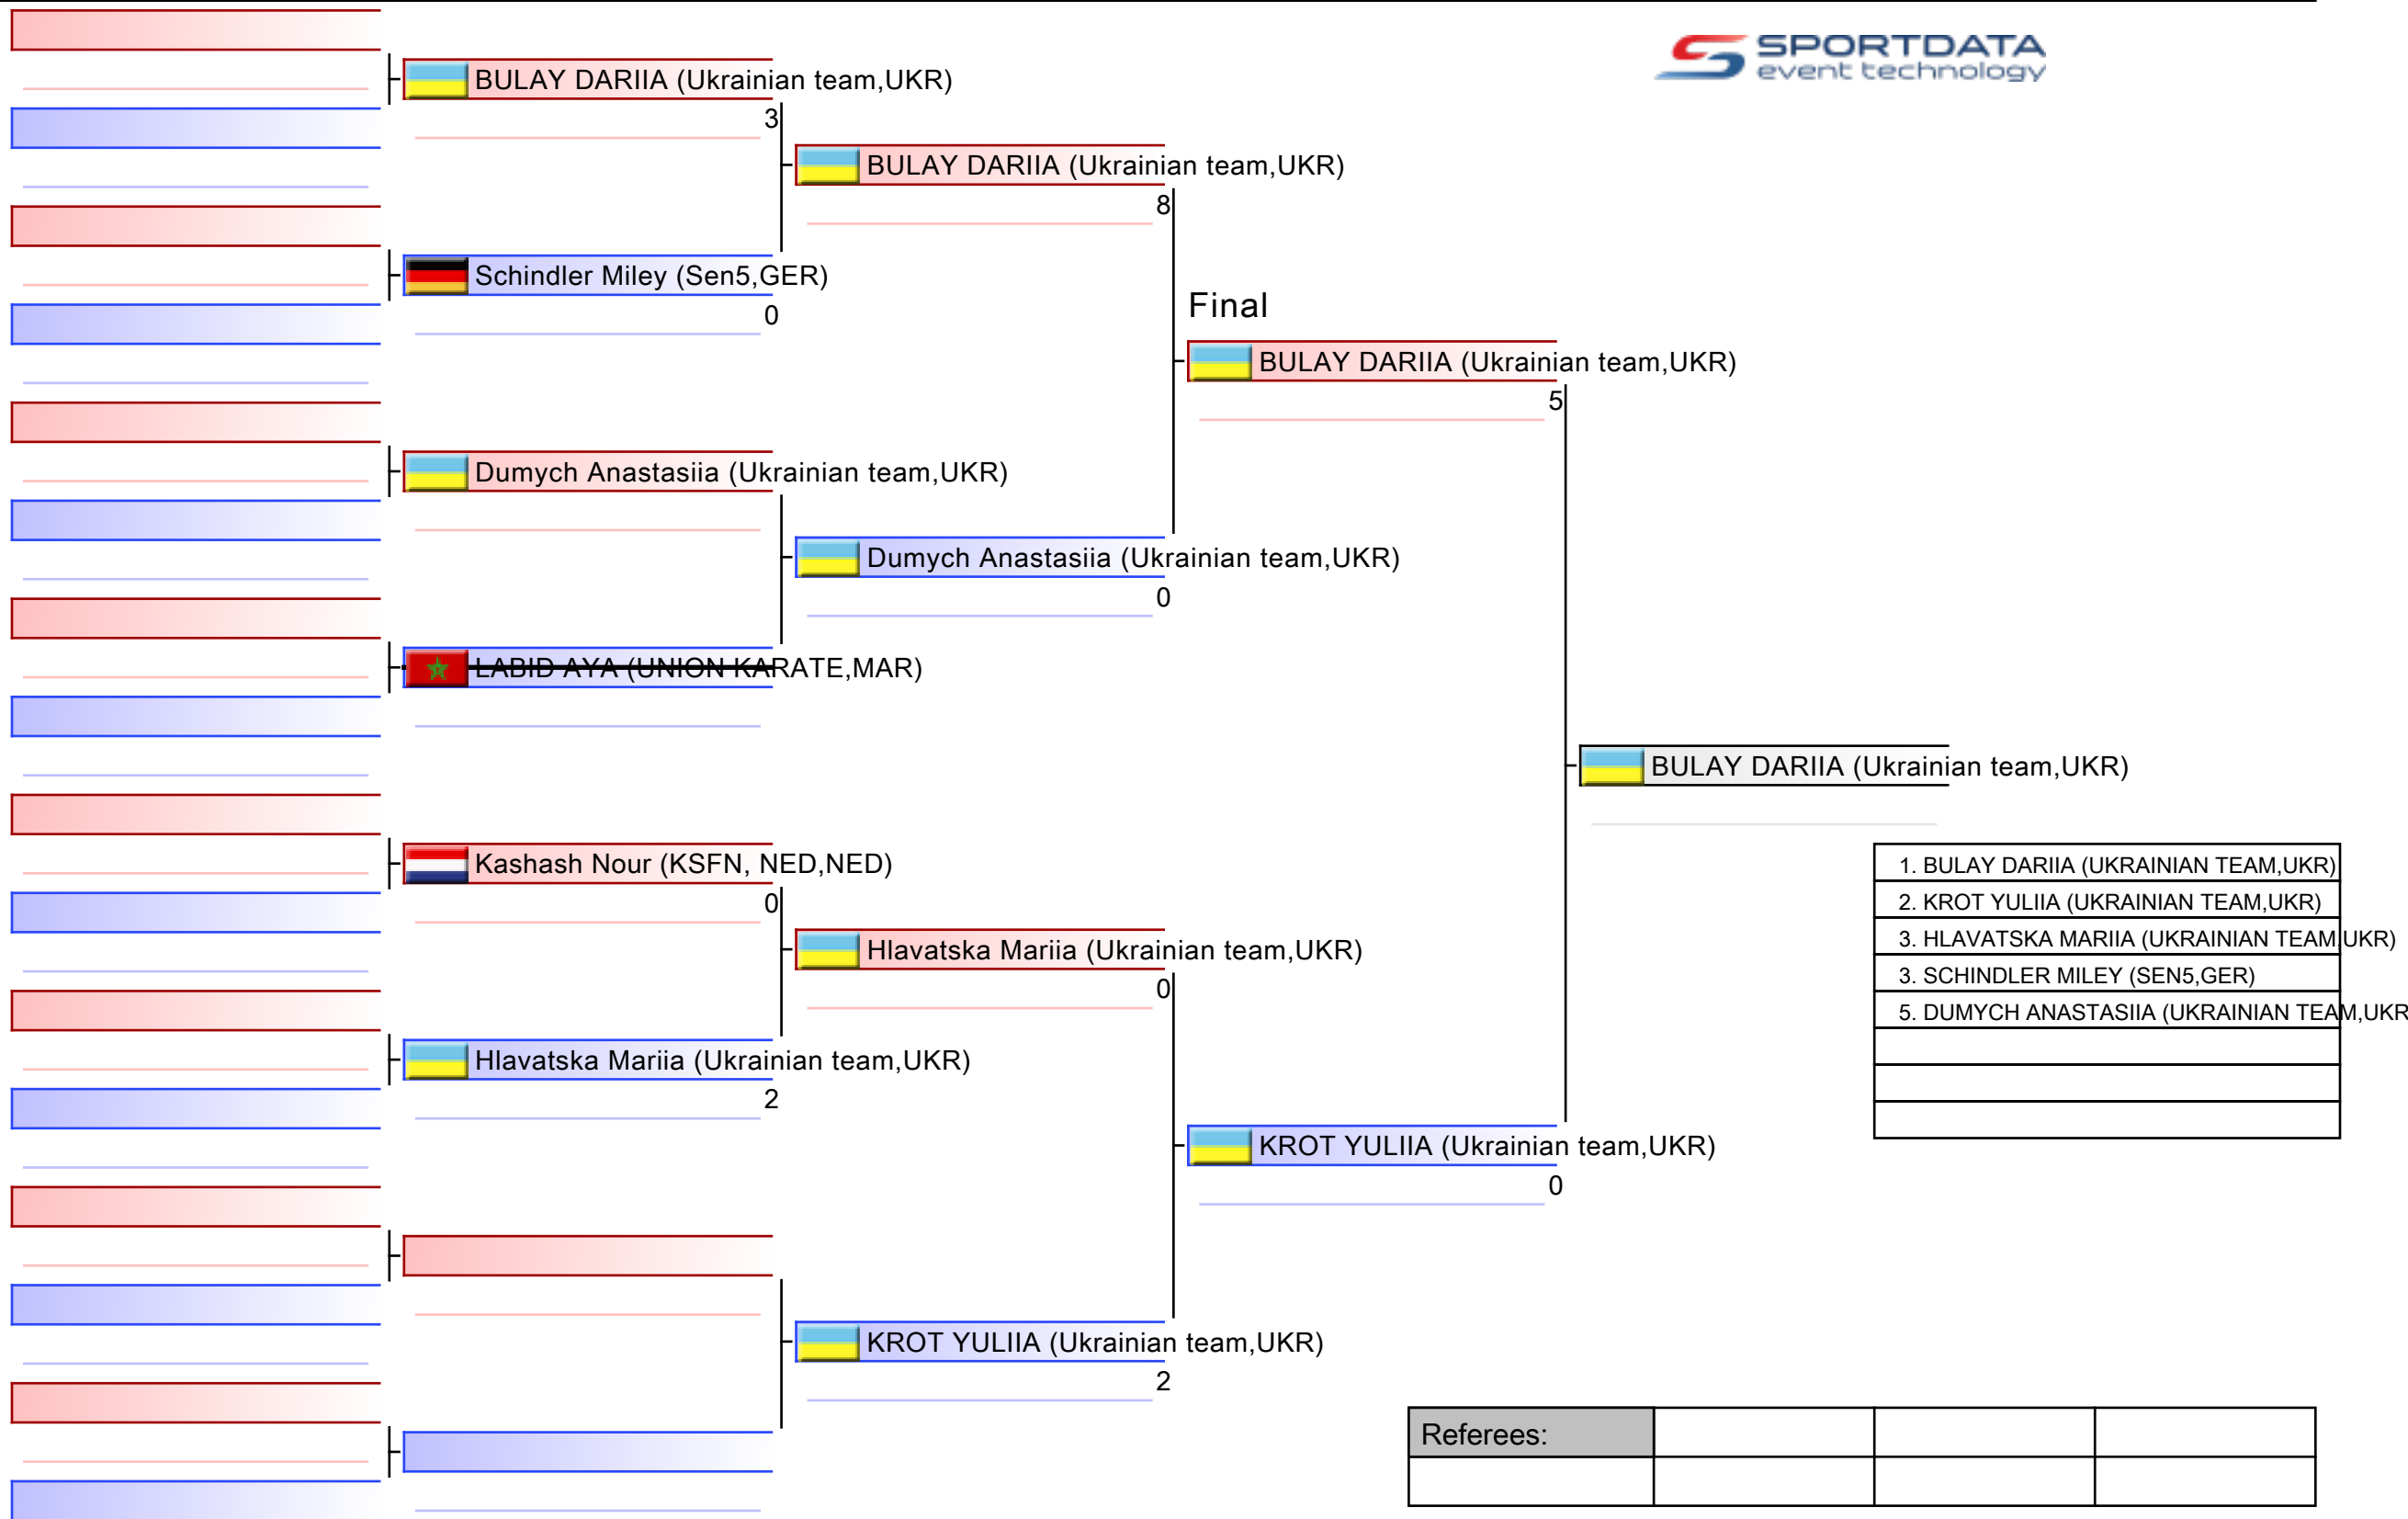 SPORTDATA
event technology
BULAY DARIIA (Ukrainian team,UKR)
3
BULAY DARIIA (Ukrainian team,UKR)
8
Schindler Miley (Sen5,GER)
0
Final
BULAY DARIIA (Ukrainian team,UKR)
5
Dumych Anastasiia (Ukrainian team,UKR)
Dumych Anastasiia (Ukrainian team,UKR)
0
LABID AYA (UNION KARATE,MAR)
BULAY DARIIA (Ukrainian team,UKR)
Kashash Nour (KSFN, NED,NED)
0
Hlavatska Mariia (Ukrainian team,UKR)
0
Hlavatska Mariia (Ukrainian team,UKR)
2
KROT YULIIA (Ukrainian team,UKR)
0
KROT YULIIA (Ukrainian team,UKR)
2
1. BULAY DARIIA (UKRAINIAN TEAM,UKR)
2. KROT YULIIA (UKRAINIAN TEAM,UKR)
3. HLAVATSKA MARIIA (UKRAINIAN TEAM,UKR)
3. SCHINDLER MILEY (SEN5,GER)
5. DUMYCH ANASTASIIA (UKRAINIAN TEAM,UKR
Referees: